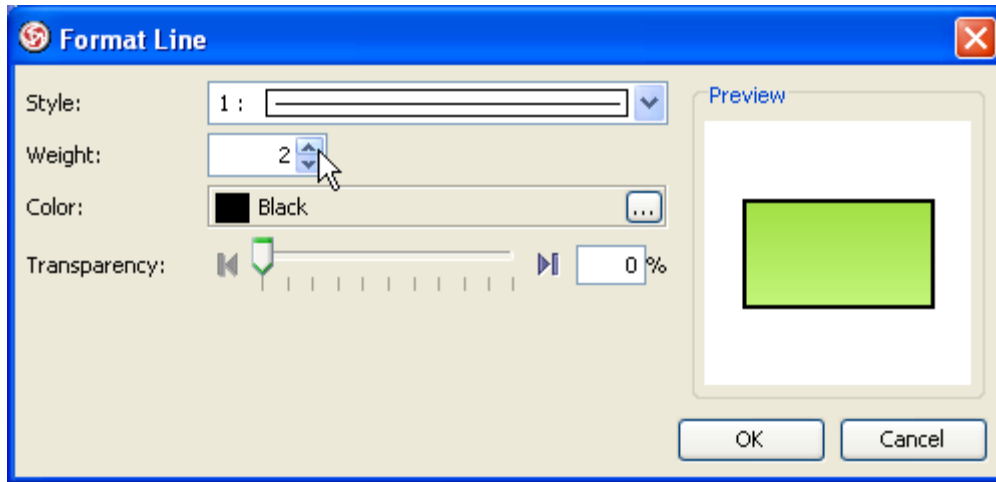 Format Line
Style: 1 :
Preview
Weight: 2
Color: Black ...
Transparency: 0 %
OK Cancel